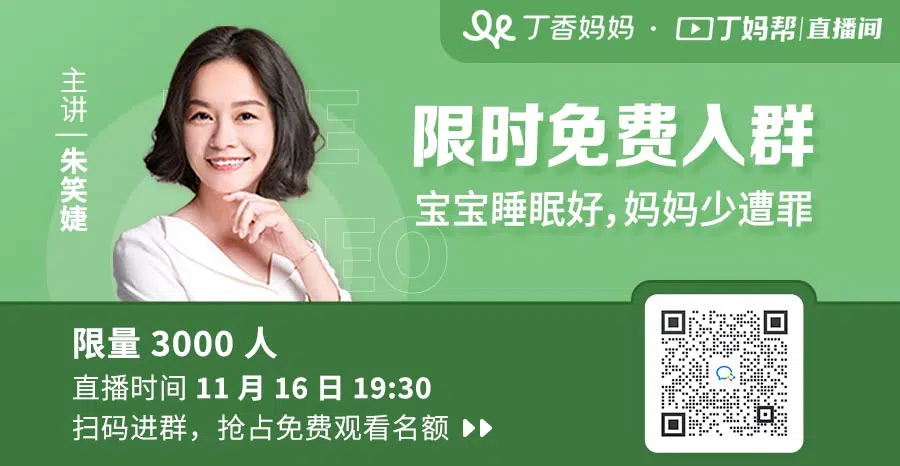 丁香妈妈 · 丁妈帮|直播间
主讲|朱笑婕
限时免费入群
宝宝睡眠好，妈妈少遭罪
限量 3000 人
直播时间 11 月 16 日 19:30
扫码进群，抢占免费观看名额